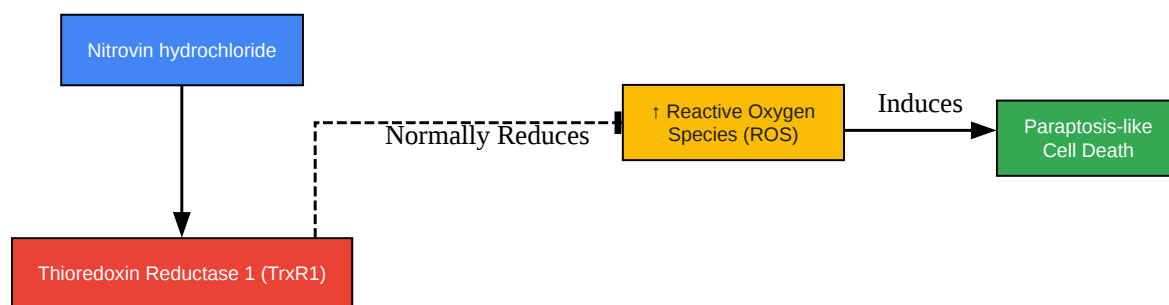 Nitrovin hydrochloride
↑ Reactive Oxygen
Species (ROS)
Induces
Paraptosis-like
Cell Death
Normally Reduces
Thioredoxin Reductase 1 (TrxR1)